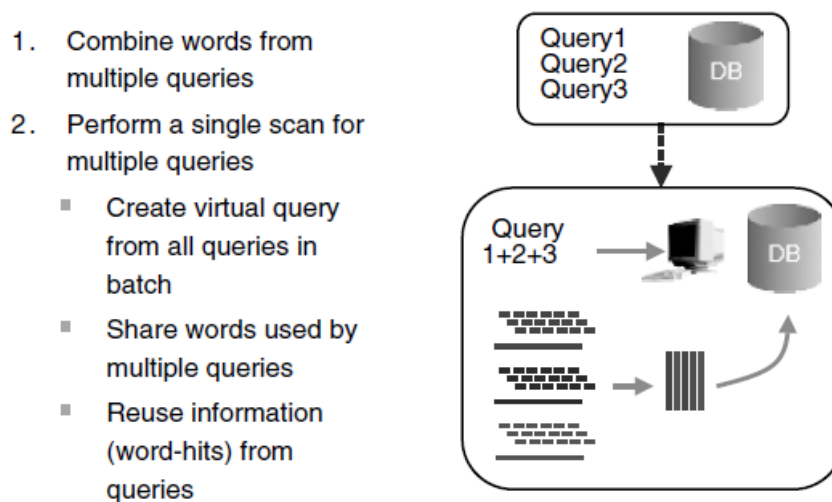 1. Combine words from
multiple queries
2. Perform a single scan for
multiple queries
Create virtual query
from all queries in
batch
Share words used by
multiple queries
Reuse information
(word-hits) from
queries
Query1
Query2
Query3
DB
Query
1+2+3
DB